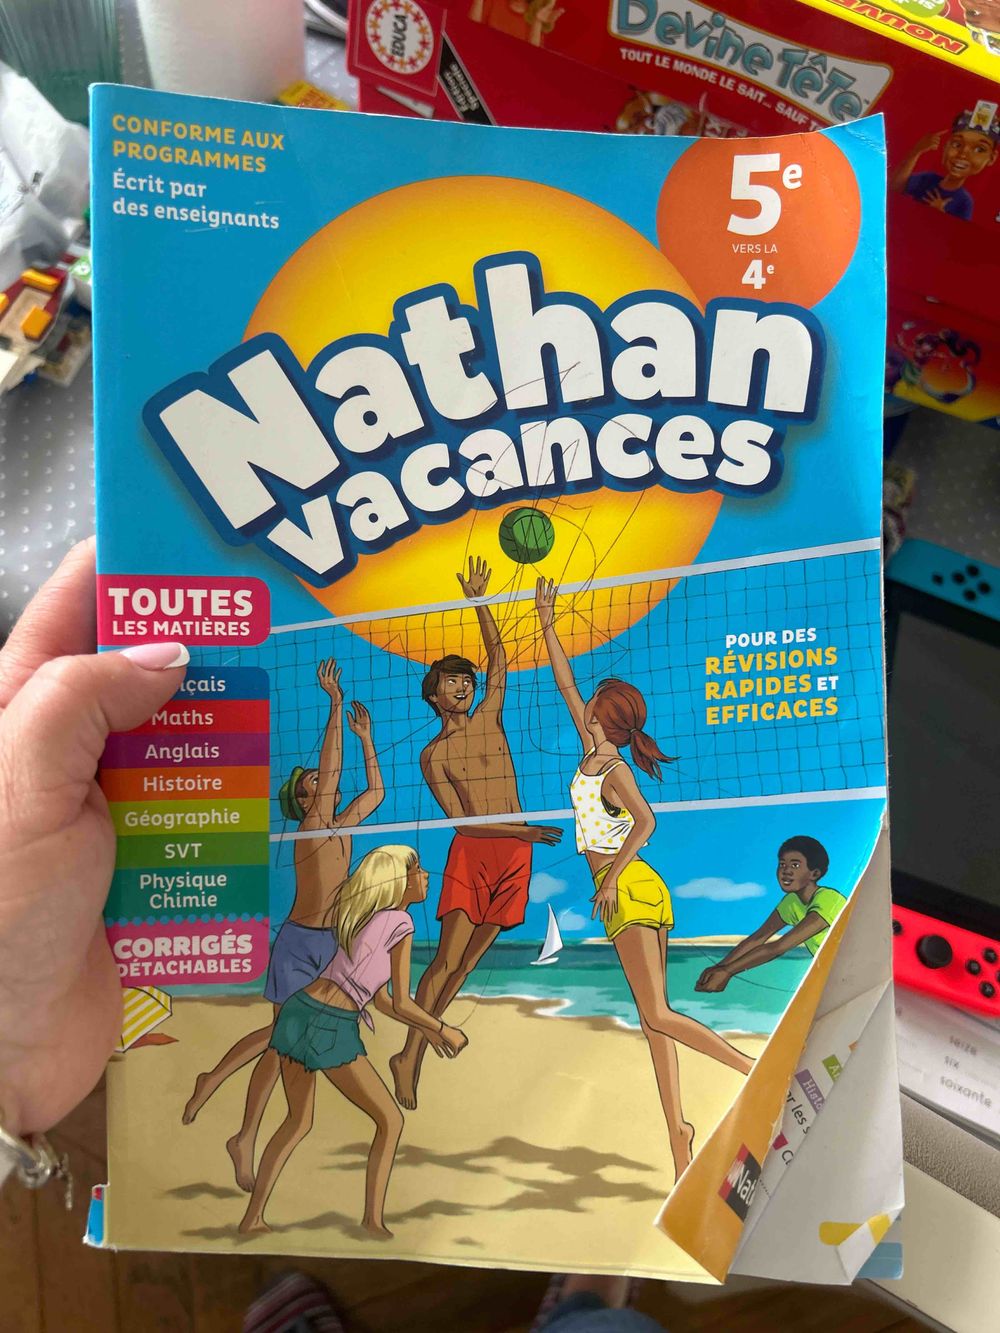 EDUCA
Devine Tête
TOUT LE MONDE LE SAIT... SAUF
CONFORME AUX
PROGRAMMES
Écrit par
des enseignants
5e
VERS LA
4e
Nathan
vacances
TOUTES
LES MATIÈRES
çais
Maths
Anglais
Histoire
Géographie
SVT
Physique
Chimie
CORRIGÉS
DÉTACHABLES
POUR DES
RÉVISIONS
RAPIDES ET
EFFICACES
seize
six
soixante